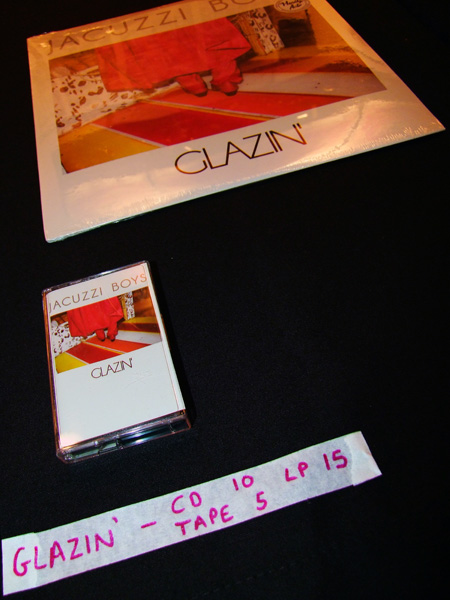 JACUZZI BOYS
GLAZIN'
JACUZZI BOYS
GLAZIN'
GLAZIN' - CD 10 LP 15
TAPE 5